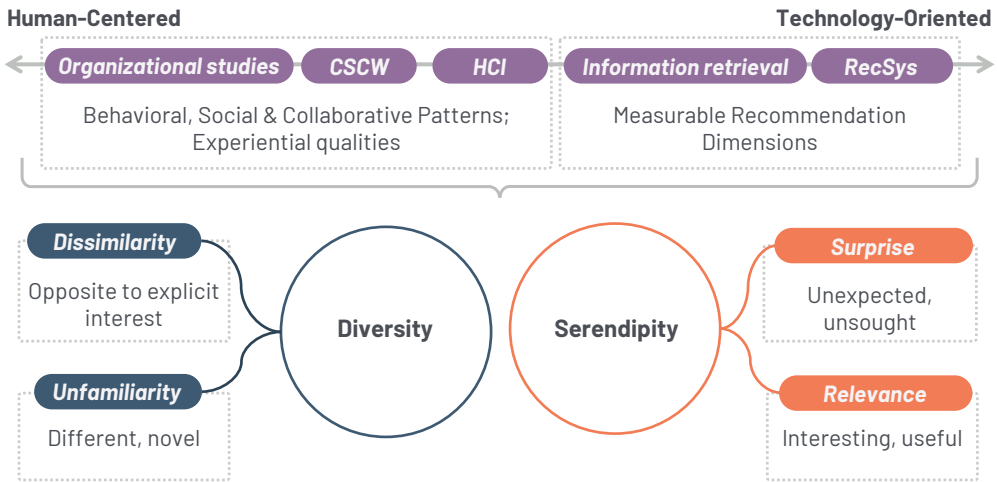 Human-Centered
Technology-Oriented
Organizational studies
CSCW
HCI
Information retrieval
RecSys
Behavioral, Social & Collaborative Patterns;
Experiential qualities
Measurable Recommendation
Dimensions
Dissimilarity
Opposite to explicit
interest
Unfamiliarity
Different, novel
Diversity
Serendipity
Surprise
Unexpected,
unsought
Relevance
Interesting, useful